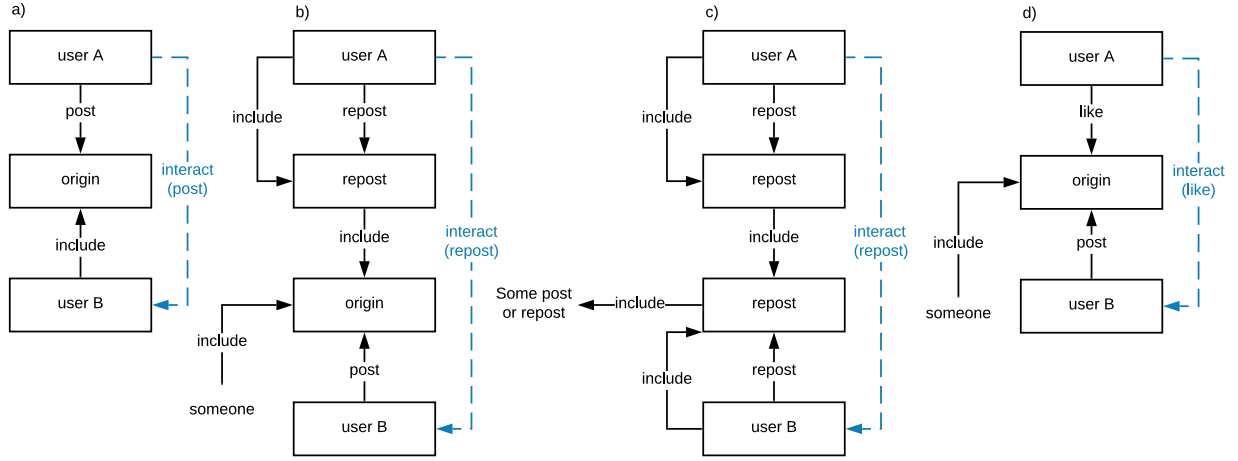 a)
user A
post
origin
interact
(post)
include
user B
b)
user A
include
repost
repost
include
interact
(repost)
origin
include
post
someone
user B
c)
user A
include
repost
repost
include
interact
(repost)
Some post
or repost
include
repost
include
repost
user B
d)
user A
like
origin
interact
(like)
include
post
someone
user B